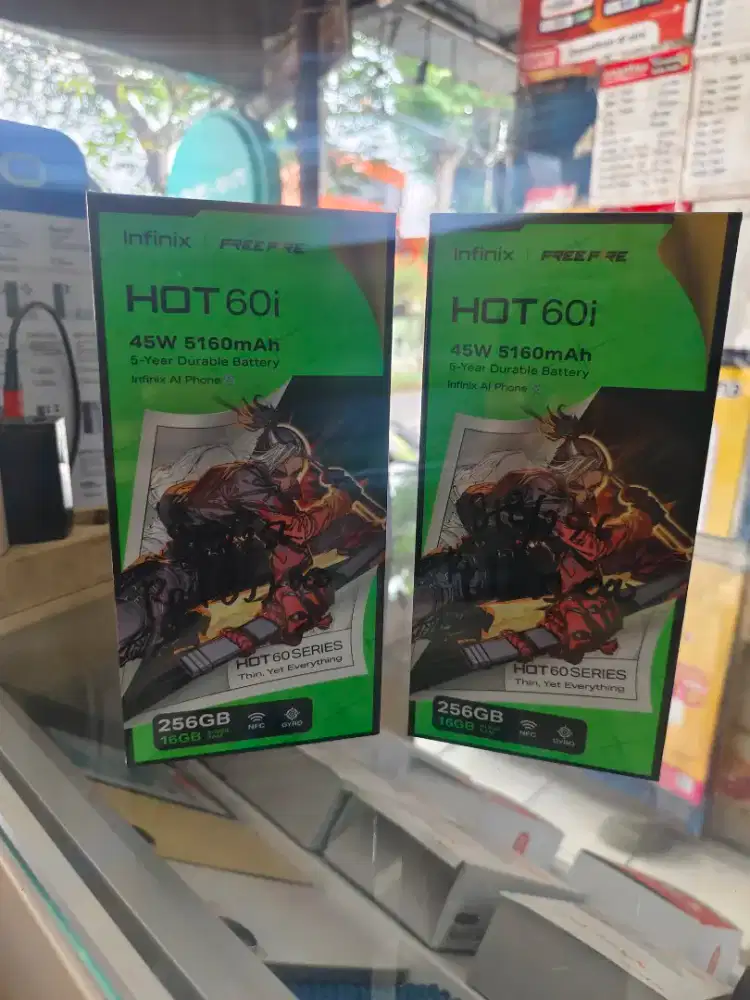 Infinix | FREE FIRE
HOT 60i
45W 5160mAh
5-Year Durable Battery
Infinix AI Phone
HOT 60 SERIES
Thin, Yet Everything
256GB
16GB
NFC
GYRO
Infinix | FREE FIRE
HOT 60i
45W 5160mAh
5-Year Durable Battery
Infinix AI Phone
HOT 60 SERIES
Thin, Yet Everything
256GB
16GB
NFC
GYRO